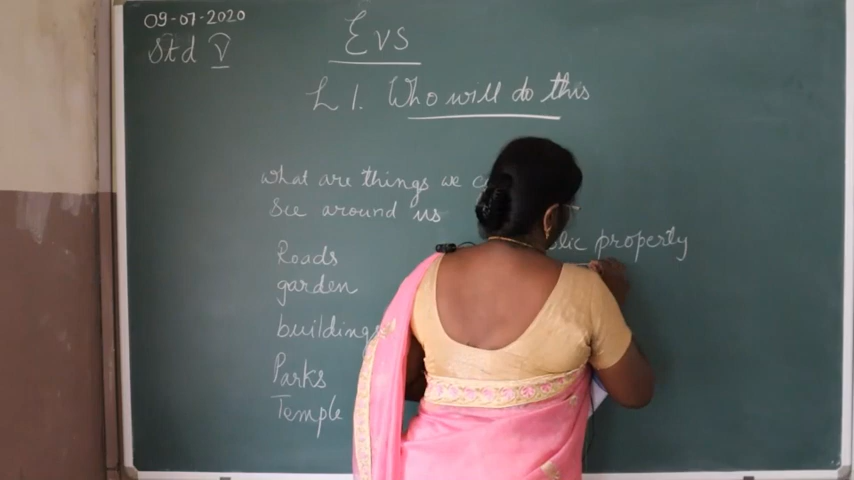 09-07-2020
Std V
Evs
L 1. Who will do this
what are things we
See around us
property
Roads
garden
buildings
Parks
Temple